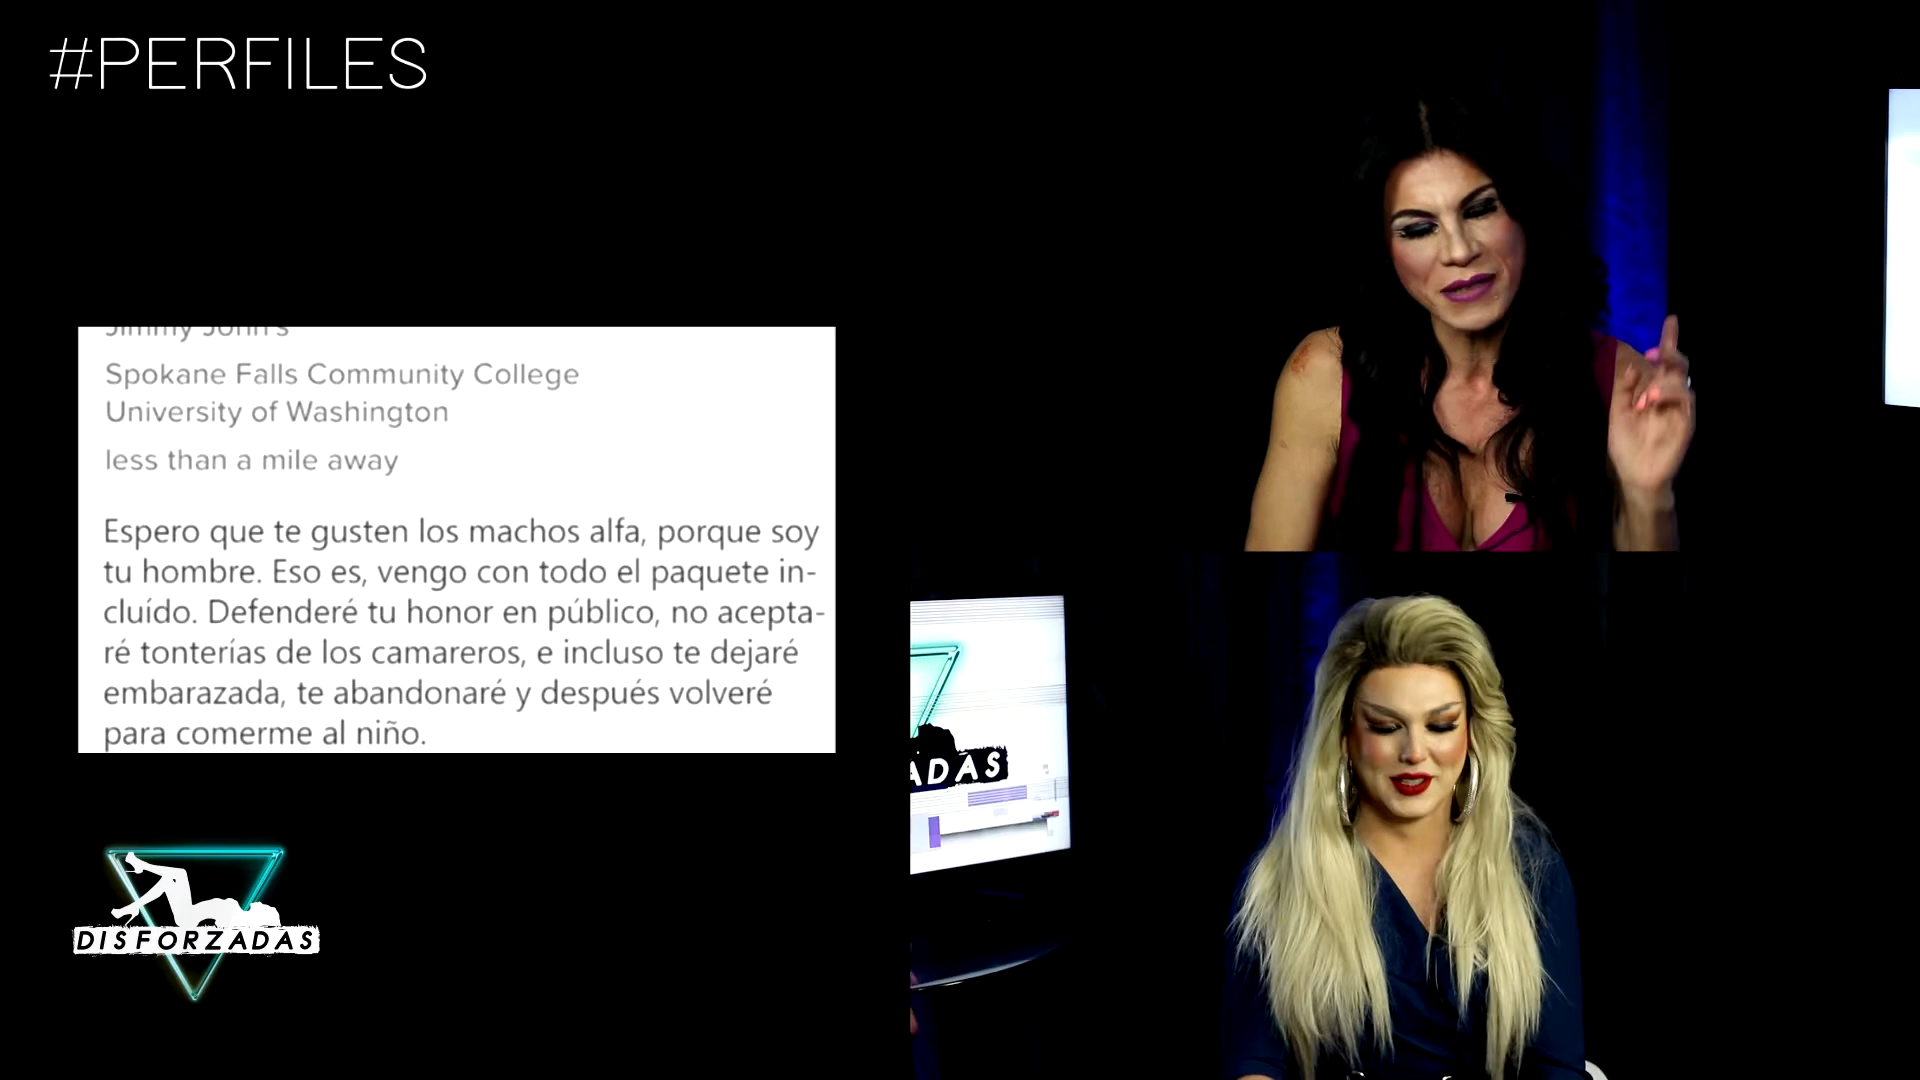 #PERFILES
Jimmy John's
Spokane Falls Community College
University of Washington
less than a mile away
Espero que te gusten los machos alfa, porque soy
tu hombre. Eso es, vengo con todo el paquete in-
cluído. Defenderé tu honor en público, no acepta-
ré tonterías de los camareros, e incluso te dejaré
embarazada, te abandonaré y después volveré
para comerme al niño.
ADAS
DISFORZADAS